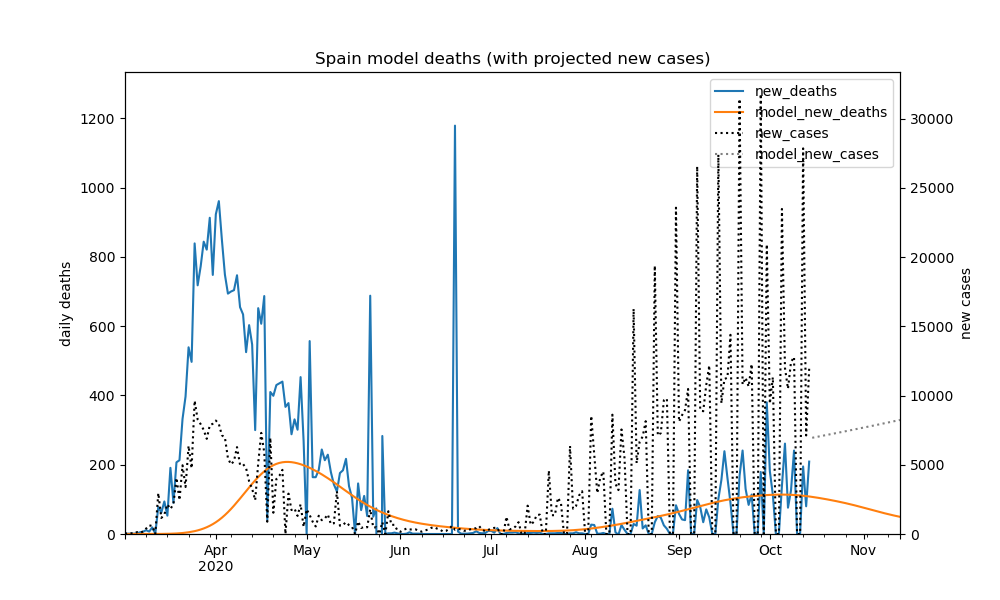 Spain model deaths (with projected new cases)
new_deaths
model_new_deaths
new_cases
model_new_cases
daily deaths
new cases
1200
1000
800
600
400
200
0
30000
25000
20000
15000
10000
5000
0
Apr
2020
May
Jun
Jul
Aug
Sep
Oct
Nov